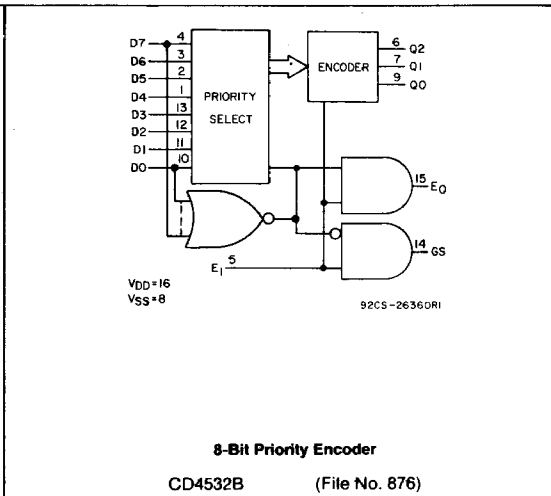 D7 4
D6 3
D5 2
D4 1
D3 13
D2 12
D1 11
D0 10
PRIORITY
SELECT
ENCODER
6 Q2
7 Q1
9 Q0
15 EO
14 GS
EI 5
VDD=16
VSS=8
92CS-26360RI
8-Bit Priority Encoder
CD4532B (File No. 876)